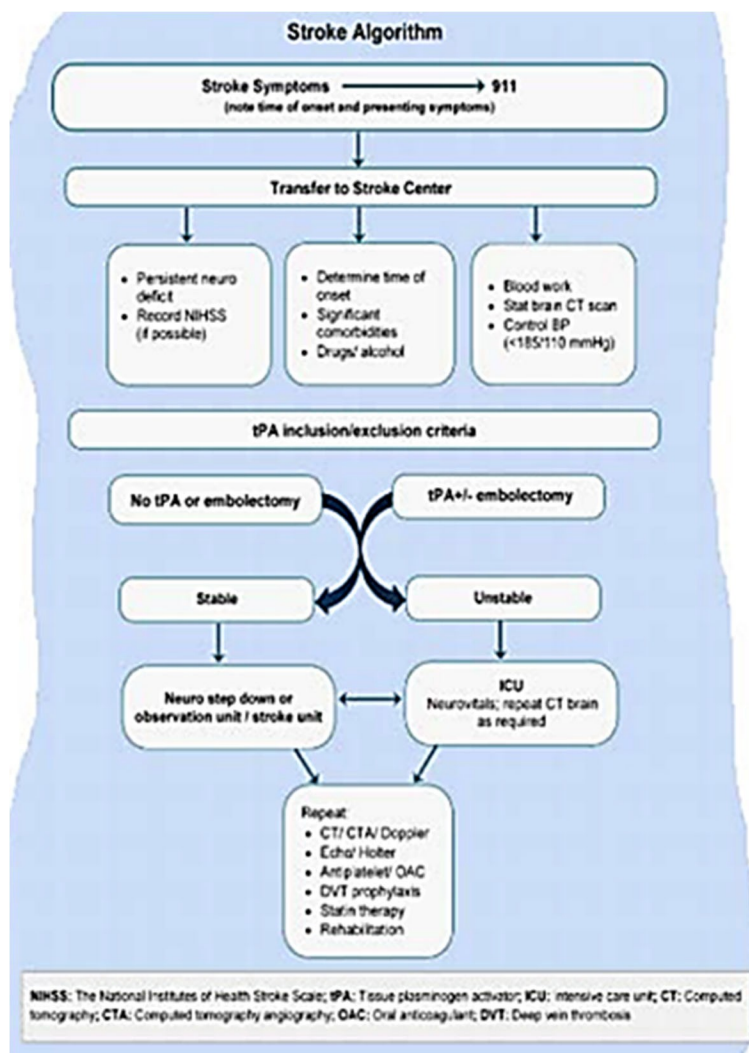 Stroke Algorithm
Stroke Symptoms 911
(note time of onset and presenting symptoms)
Transfer to Stroke Center
• Persistent neuro
deficit
• Record NIHSS
(if possible)
• Determine time of
onset
• Significant
comorbidities
• Drugs/ alcohol
• Blood work
• Stat brain CT scan
• Control BP
(<185/110 mmHg)
tPA inclusion/exclusion criteria
No tPA or embolectomy
tPA+/- embolectomy
Stable
Unstable
Neuro step down or
observation unit / stroke unit
ICU
Neurovitals; repeat CT brain
as required
Repeat:
• CT/ CTA/ Doppler
• Echo/ Holter
• Antiplatelet/ OAC
• DVT prophylaxis
• Statin therapy
• Rehabilitation
NIHSS: The National Institutes of Health Stroke Scale; tPA: Tissue plasminogen activator; ICU: Intensive care unit; CT: Computed
tomography; CTA: Computed tomography angiography; OAC: Oral anticoagulant; DVT: Deep vein thrombosis